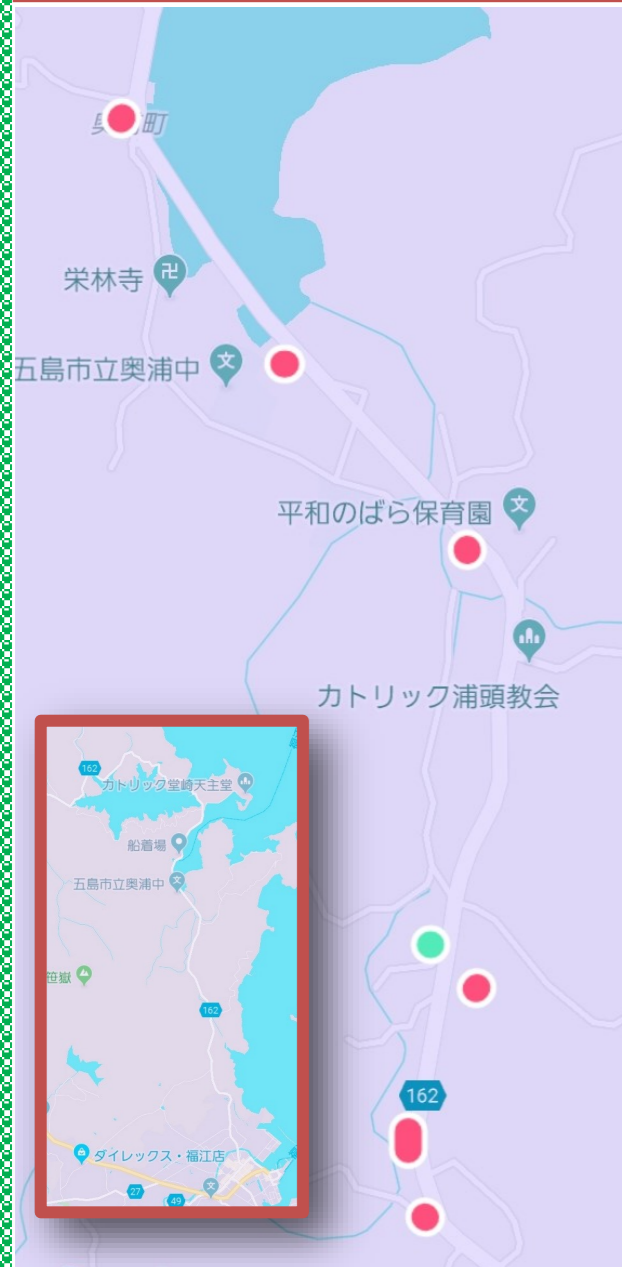 町
栄林寺
五島市立奥浦中
平和のばら保育園
カトリック浦頭教会
162
162
カトリック堂崎天主堂
船着場
五島市立奥浦中
笹嶽
162
ダイレックス・福江店
27
49